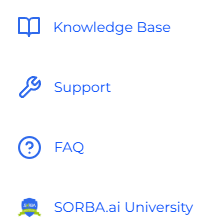 Knowledge Base
Support
FAQ
SORBA.ai University